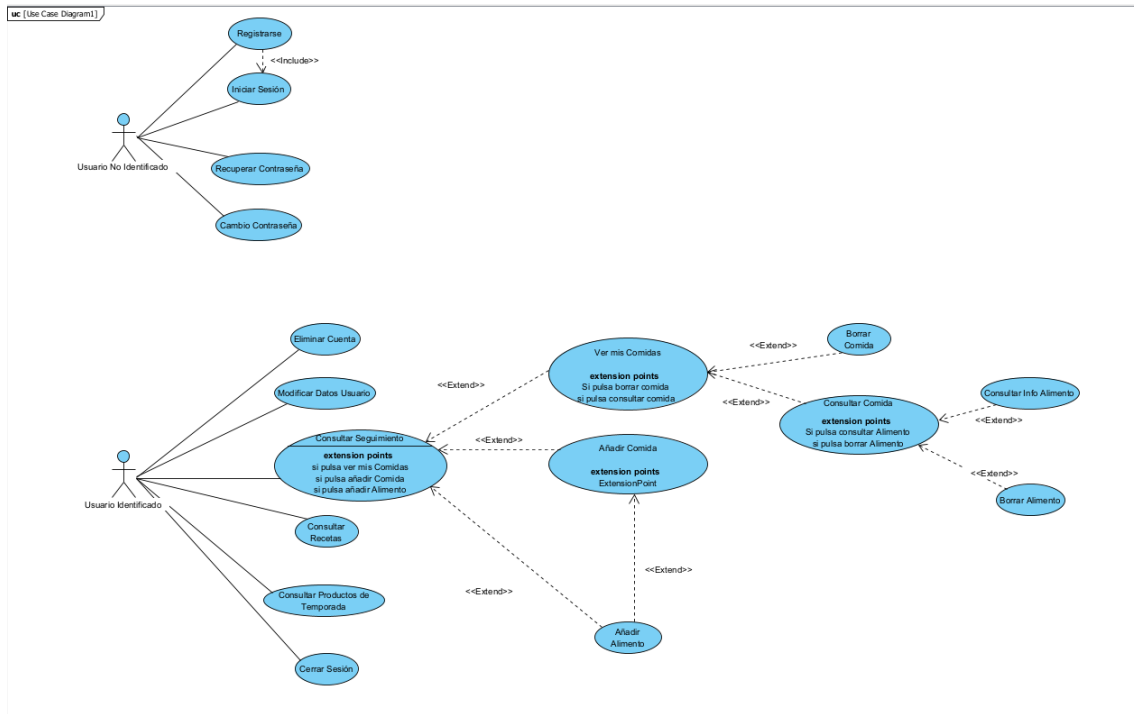 uc [Use Case Diagram1]
Registrarse
<<Include>>
Iniciar Sesión
Usuario No Identificado
Recuperar Contraseña
Cambio Contraseña
Eliminar Cuenta
Modificar Datos Usuario
Consultar Seguimiento
extension points
si pulsa ver mis Comidas
si pulsa añadir Comida
si pulsa añadir Alimento
Usuario Identificado
Consultar
Recetas
Consultar Productos de
Temporada
Cerrar Sesión
<<Extend>>
<<Extend>>
<<Extend>>
Ver mis Comidas
extension points
Si pulsa borrar comida
si pulsa consultar comida
Añadir Comida
extension points
ExtensionPoint
<<Extend>>
Añadir
Alimento
<<Extend>>
<<Extend>>
Borrar
Comida
Consultar Comida
extension points
Si pulsa consultar Alimento
si pulsa borrar Alimento
Consultar Info Alimento
<<Extend>>
<<Extend>>
Borrar Alimento